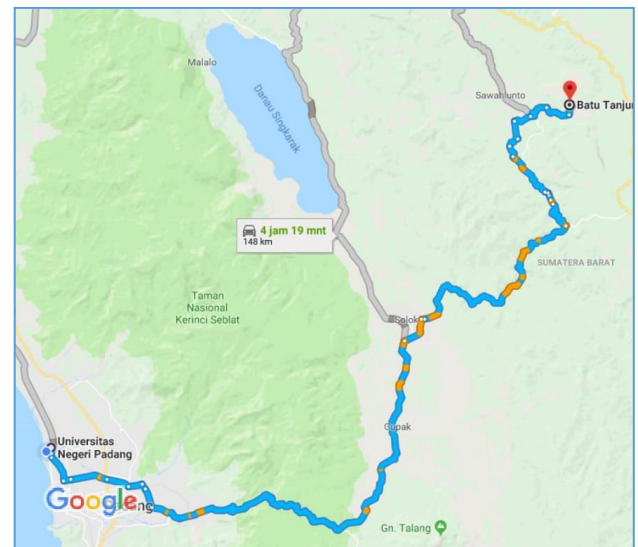 Malalo
Danau Singkarak
Sawahlunto
Batu Tanjun
4 jam 19 mnt
148 km
SUMATERA BARAT
Taman
Nasional
Kerinci Seblat
Solok
Cupak
Universitas
Negeri Padang
Google
Gn. Talang